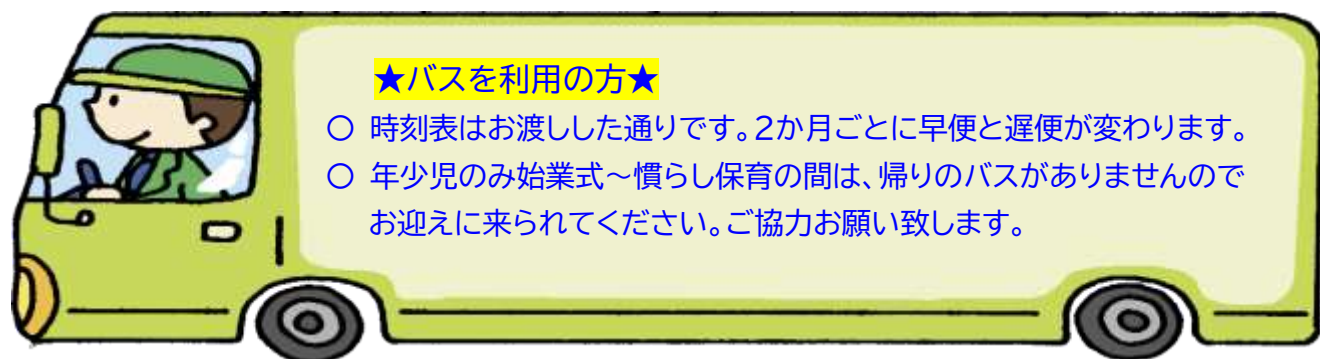 ★バスを利用の方★
○ 時刻表はお渡しした通りです。2か月ごとに早便と遅便が変わります。
○ 年少児のみ始業式～慣らし保育の間は、帰りのバスがありませんので
お迎えに来られてください。ご協力お願い致します。